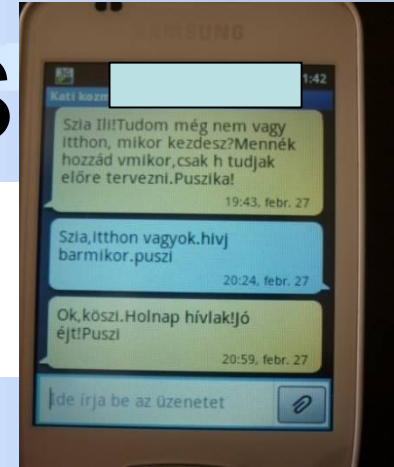 S
SAMSUNG
1:42
Kati kozm
Szia Ili!Tudom még nem vagy
itthon, mikor kezdesz?Mennék
hozzád vmikor,csak h tudjak
előre tervezni.Puszika!
19:43, febr. 27
Szia,itthon vagyok.hivj
barmikor.puszi
20:24, febr. 27
Ok,köszi.Holnap hívlak!Jó
éjt!Puszi
20:59, febr. 27
Ide írja be az üzenetet